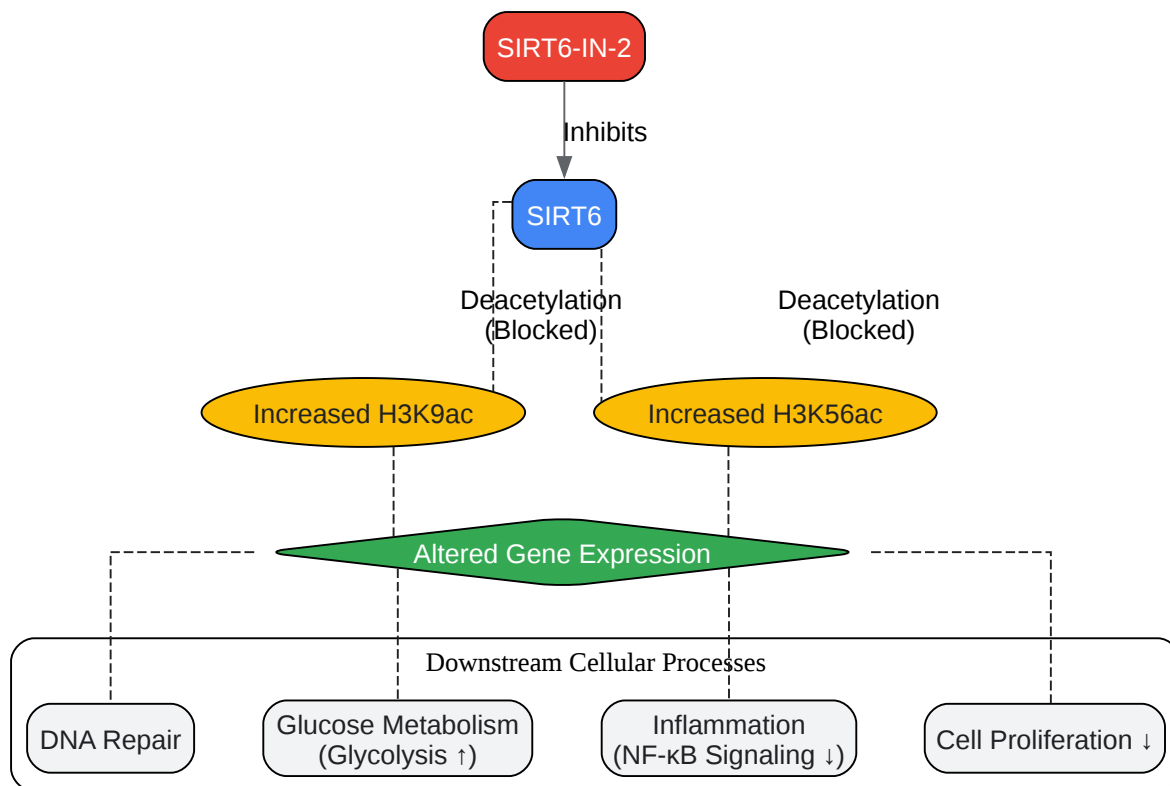 SIRT6-IN-2
Inhibits
SIRT6
Deacetylation
(Blocked)
Deacetylation
(Blocked)
Increased H3K9ac
Increased H3K56ac
Altered Gene Expression
Downstream Cellular Processes
DNA Repair
Glucose Metabolism
(Glycolysis ↑)
Inflammation
(NF-κB Signaling ↓)
Cell Proliferation ↓